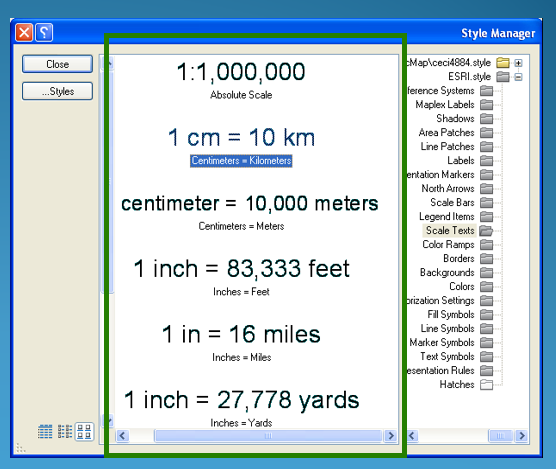 Style Manager
Close
...Styles
1:1,000,000
Absolute Scale
1 cm = 10 km
Centimeters = Kilometers
centimeter = 10,000 meters
Centimeters = Meters
1 inch = 83,333 feet
Inches = Feet
1 in = 16 miles
Inches = Miles
1 inch = 27,778 yards
Inches = Yards
cMap\ceci4884.style
ESRI.style
ference Systems
Maplex Labels
Shadows
Area Patches
Line Patches
Labels
entation Markers
North Arrows
Scale Bars
Legend Items
Scale Texts
Color Ramps
Borders
Backgrounds
Colors
orization Settings
Fill Symbols
Line Symbols
Marker Symbols
Text Symbols
esentation Rules
Hatches